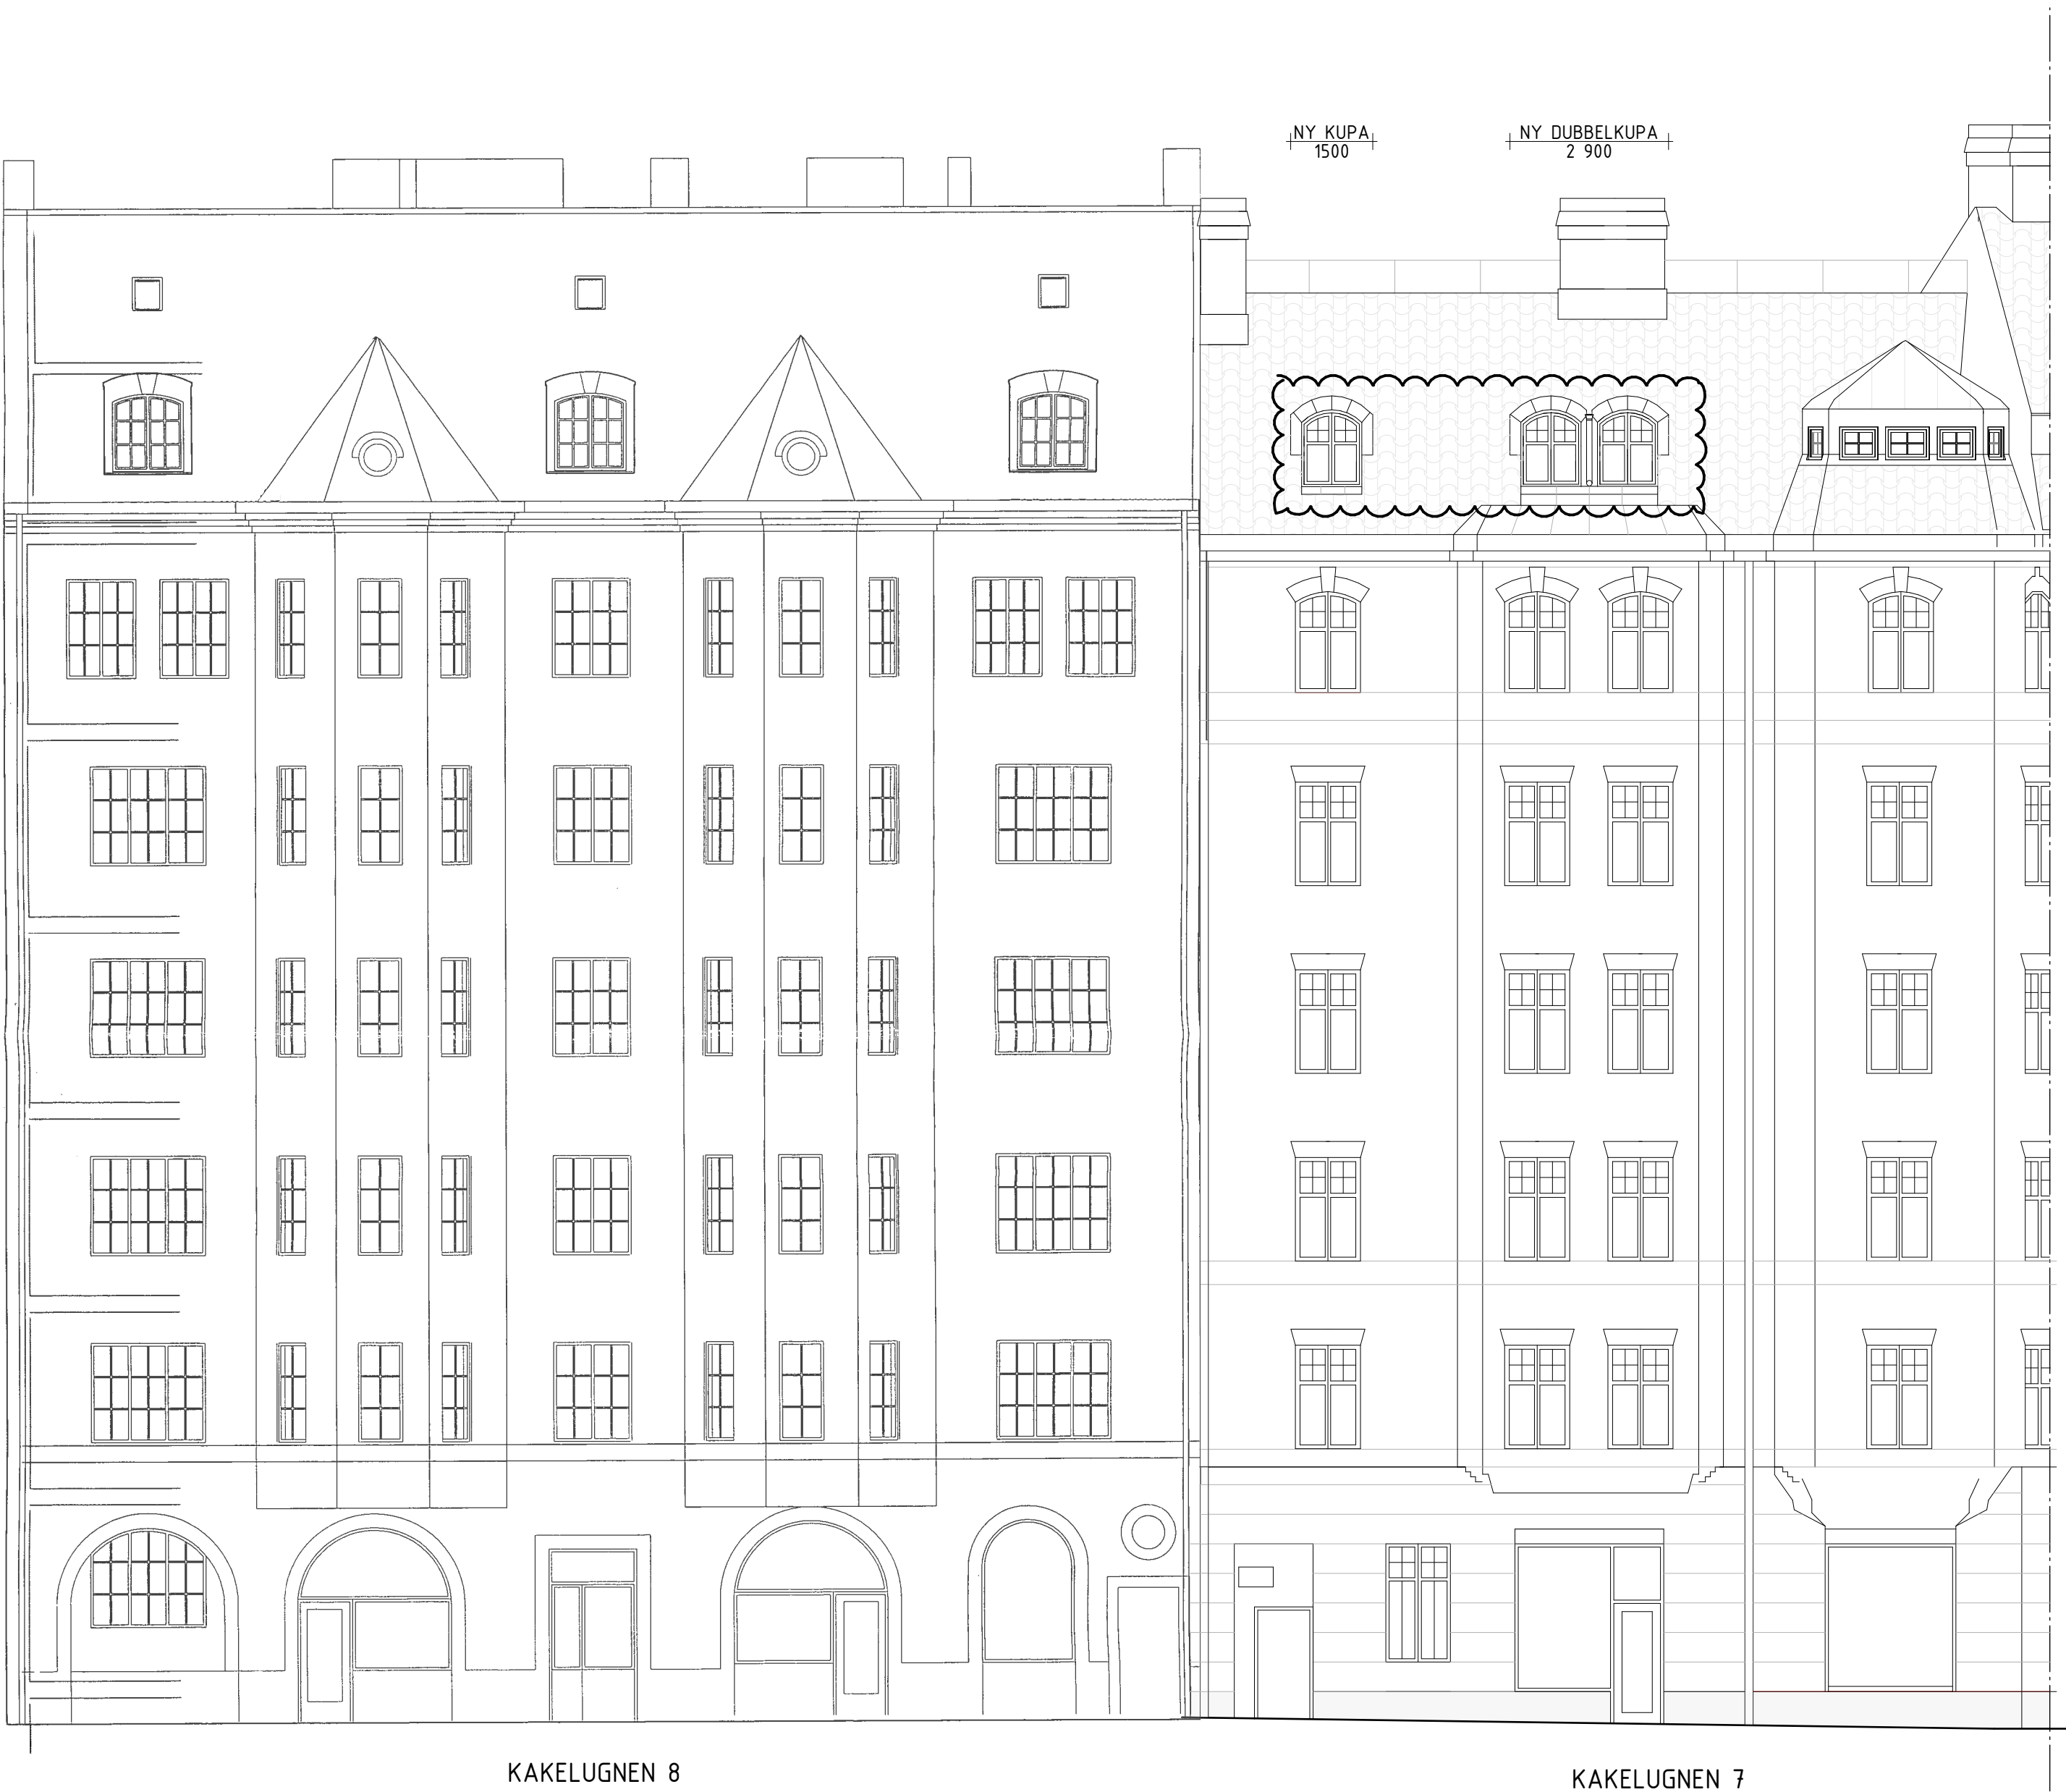 NY KUPA
1500
NY DUBBELKUPA
2 900
KAKELUGNEN 8
KAKELUGNEN 7